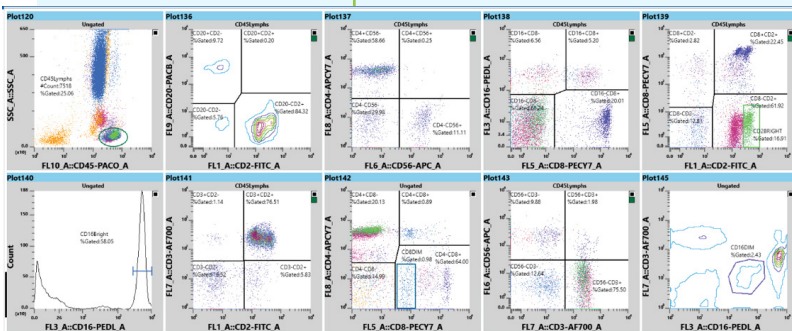 Plot120
Ungated
SSC_A::SSC_A
CD45Lymphs
#Count:7518
%Gated:25.06
FL10_A::CD45-PACO_A
Plot136
CD45Lymphs
FL9_A::CD20-PACB_A
CD20+CD2-
%Gated:9.72
CD20+CD2+
%Gated:0.20
CD20-CD2-
%Gated:5.76
CD20-CD2+
%Gated:84.32
FL1_A::CD2-FITC_A
Plot137
CD45Lymphs
FL8_A::CD4-APCY7_A
CD4+CD56-
%Gated:58.66
CD4+CD56+
%Gated:0.25
CD4-CD56-
%Gated:29.98
CD4-CD56+
%Gated:11.11
FL6_A::CD56-APC_A
Plot138
CD45Lymphs
FL3_A::CD16-PEDL_A
CD16+CD8-
%Gated:6.56
CD16+CD8+
%Gated:5.20
CD16-CD8-
CD16-CD8+
%Gated:20.01
FL5_A::CD8-PECY7_A
Plot139
CD45Lymphs
FL5_A::CD8-PECY7_A
CD8+CD2-
%Gated:2.82
CD8+CD2+
%Gated:22.45
CD8-CD2-
%Gated:12.81
CD8-CD2+
%Gated:61.92
CD2BRIGHT
%Gated:16.91
FL1_A::CD2-FITC_A
Plot140
Ungated
Count
CD16Bright
%Gated:58.05
FL3_A::CD16-PEDL_A
Plot141
CD45Lymphs
FL7_A::CD3-AF700_A
CD3+CD2-
%Gated:1.14
CD3+CD2+
%Gated:76.51
CD3-CD2-
%Gated:16.52
CD3-CD2+
%Gated:5.83
FL1_A::CD2-FITC_A
Plot142
Ungated
FL8_A::CD4-APCY7_A
CD4+CD8-
%Gated:20.13
CD4+CD8+
%Gated:0.89
CD4-CD8-
%Gated:14.99
CD8DIM
%Gated:0.98
CD4-CD8+
%Gated:64.00
FL5_A::CD8-PECY7_A
Plot143
CD45Lymphs
FL6_A::CD56-APC_A
CD56+CD3-
%Gated:9.88
CD56+CD3+
%Gated:1.98
CD56-CD3-
%Gated:12.64
CD56-CD3+
%Gated:75.50
FL7_A::CD3-AF700_A
Plot145
Ungated
FL7_A::CD3-AF700_A
CD16DIM
%Gated:2.43
FL3_A::CD16-PEDL_A